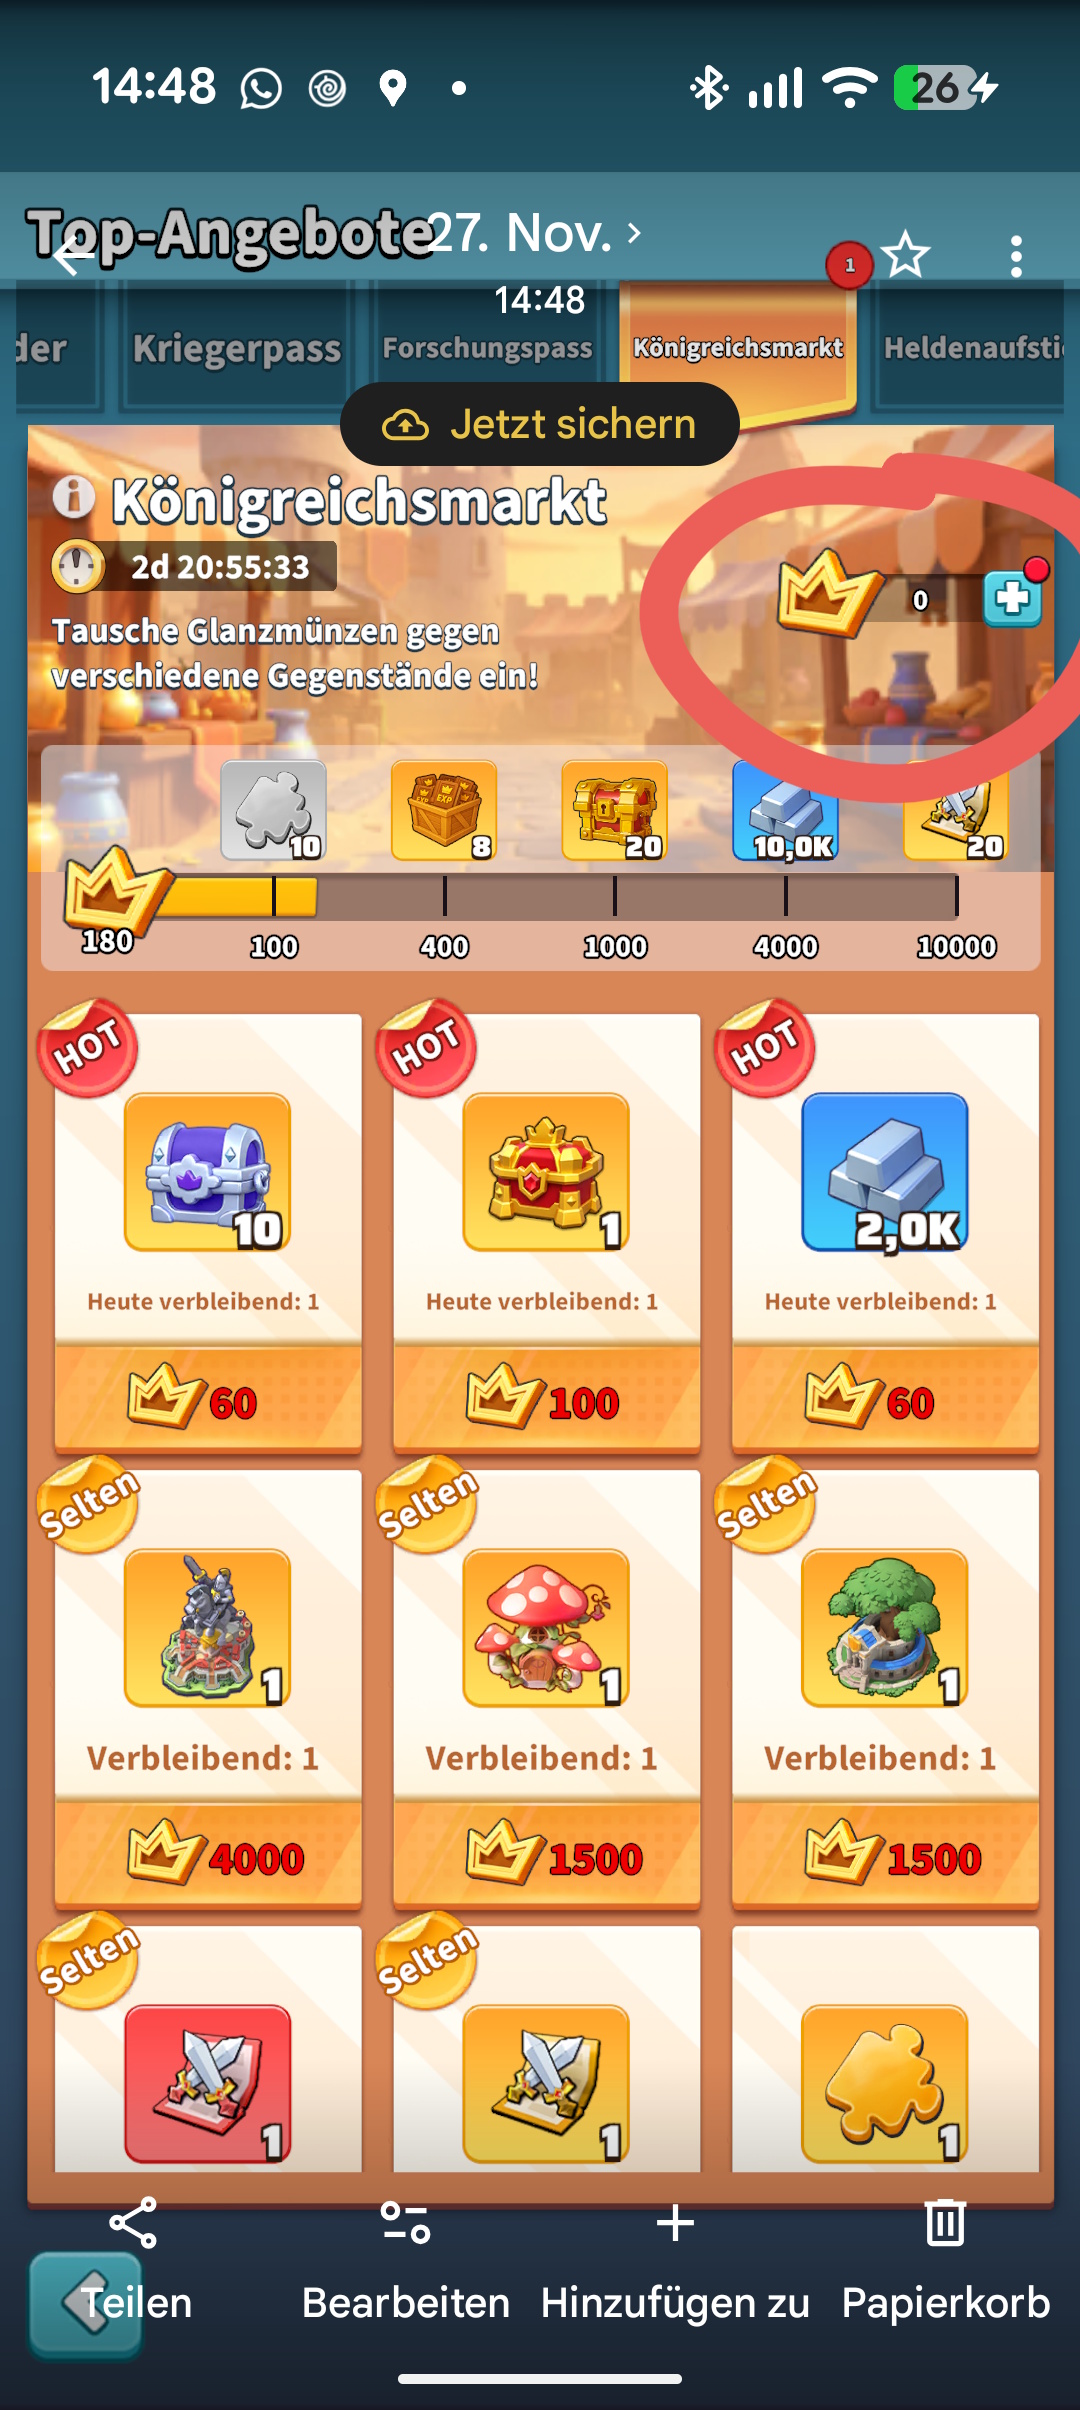 14:48
26
Top-Angebote
27. Nov.
1
14:48
der
Kriegerpass
Forschungspass
Königreichsmarkt
Jetzt sichern
Königreichsmarkt
2d 20:55:33
0
Tausche Glanzmünzen gegen
verschiedene Gegenstände ein!
10
EXP
8
20
10,0K
20
180
100
400
1000
4000
10000
HOT
HOT
HOT
10
1
2,0K
Heute verbleibend: 1
Heute verbleibend: 1
Heute verbleibend: 1
60
100
60
Selten
Selten
Selten
1
1
1
Verbleibend: 1
Verbleibend: 1
Verbleibend: 1
4000
1500
1500
Selten
Selten
1
1
1
Teilen
Bearbeiten
Hinzufügen zu
Papierkorb